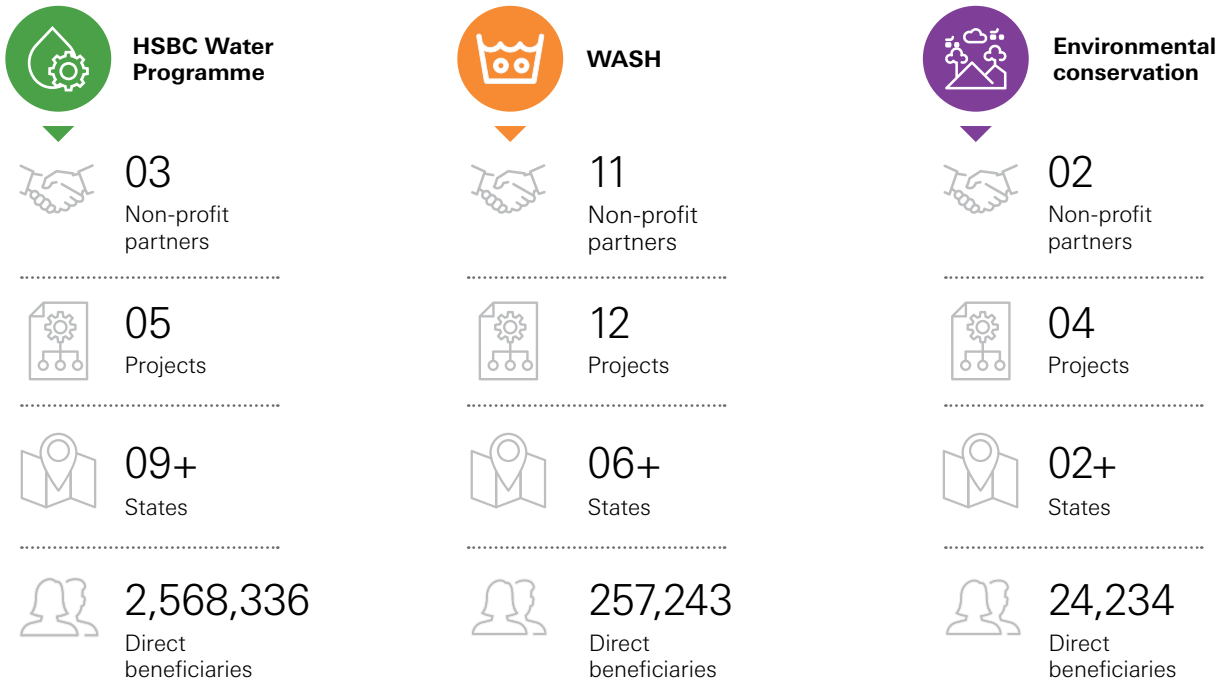 HSBC Water
Programme
03
Non-profit
partners
05
Projects
09+
States
2,568,336
Direct
beneficiaries
WASH
11
Non-profit
partners
12
Projects
06+
States
257,243
Direct
beneficiaries
Environmental
conservation
02
Non-profit
partners
04
Projects
02+
States
24,234
Direct
beneficiaries